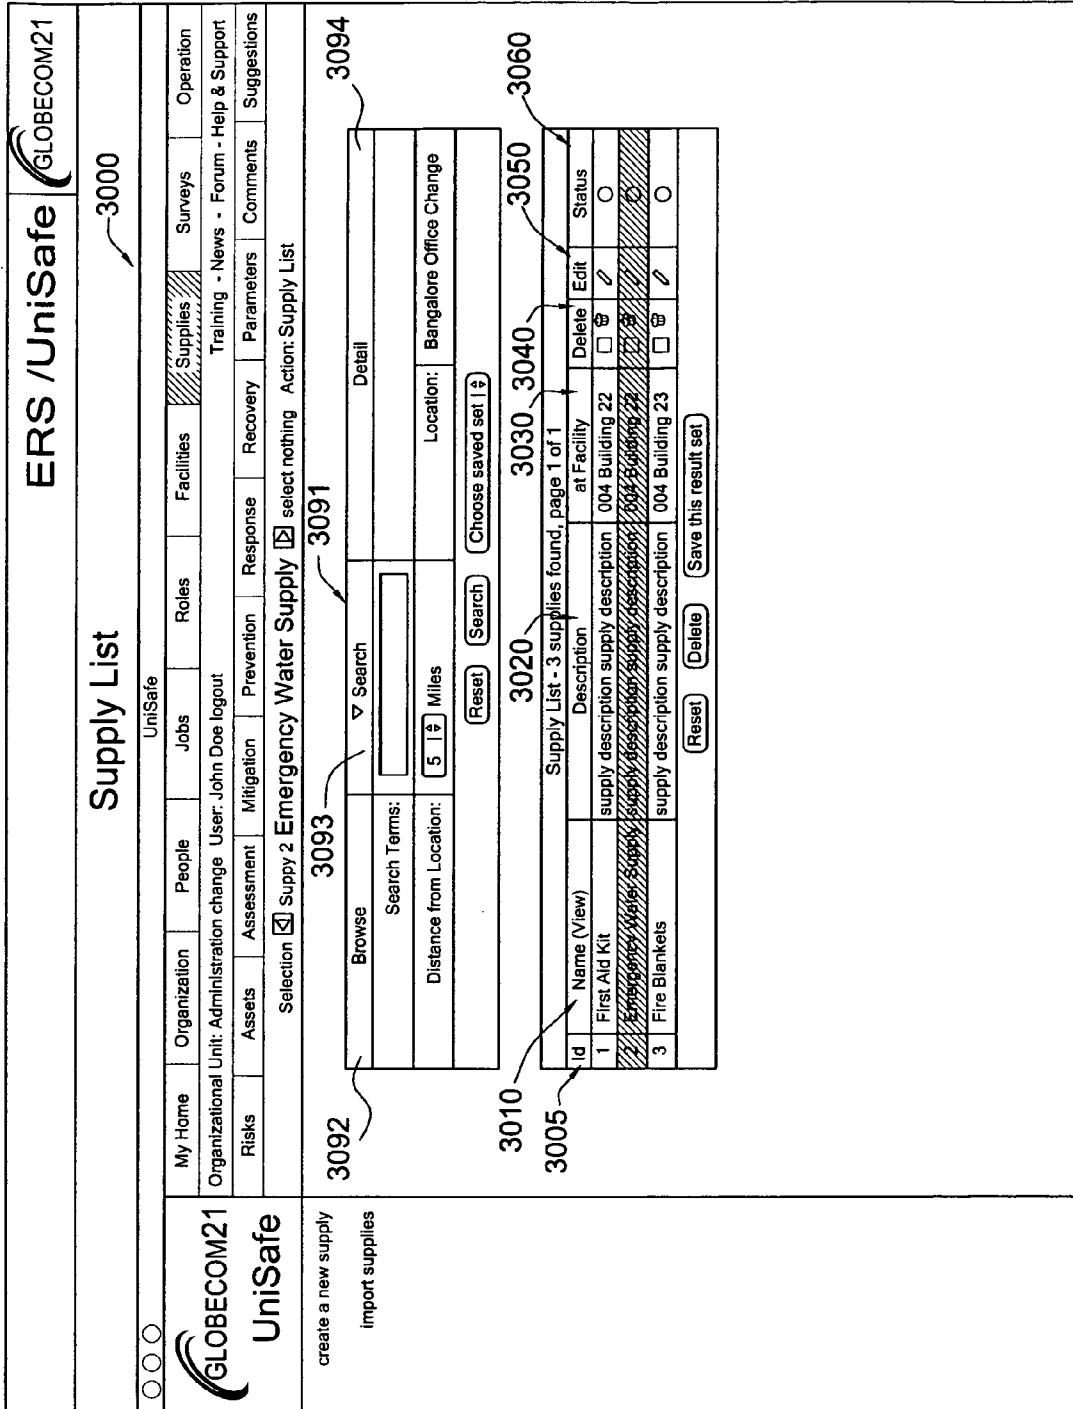 ERS /UniSafe
GLOBECOM21
Supply List
3000
UniSafe
GLOBECOM21
UniSafe
My Home Organization People Jobs Roles Facilities Supplies Surveys Operation
Organizational Unit: Administration change User: John Doe logout Training - News - Forum - Help & Support
Risks Assets Assessment Mitigation Prevention Response Recovery Parameters Comments Suggestions
Selection Suppy 2 Emergency Water Supply select nothing Action: Supply List
create a new supply
import supplies
3092
3093
3091
3094
Browse Search Detail
Search Terms:
Distance from Location: 5 Miles Location: Bangalore Office Change
Reset Search Choose saved set
3005
3010
3020
3030
3040
3050
3060
Supply List - 3 supplies found, page 1 of 1
Id Name (View) Description at Facility Delete Edit Status
1 First Aid Kit supply description supply description 004 Building 22
2 Emergency Water Supply supply description supply description 004 Building 22
3 Fire Blankets supply description supply description 004 Building 23
Reset Delete Save this result set